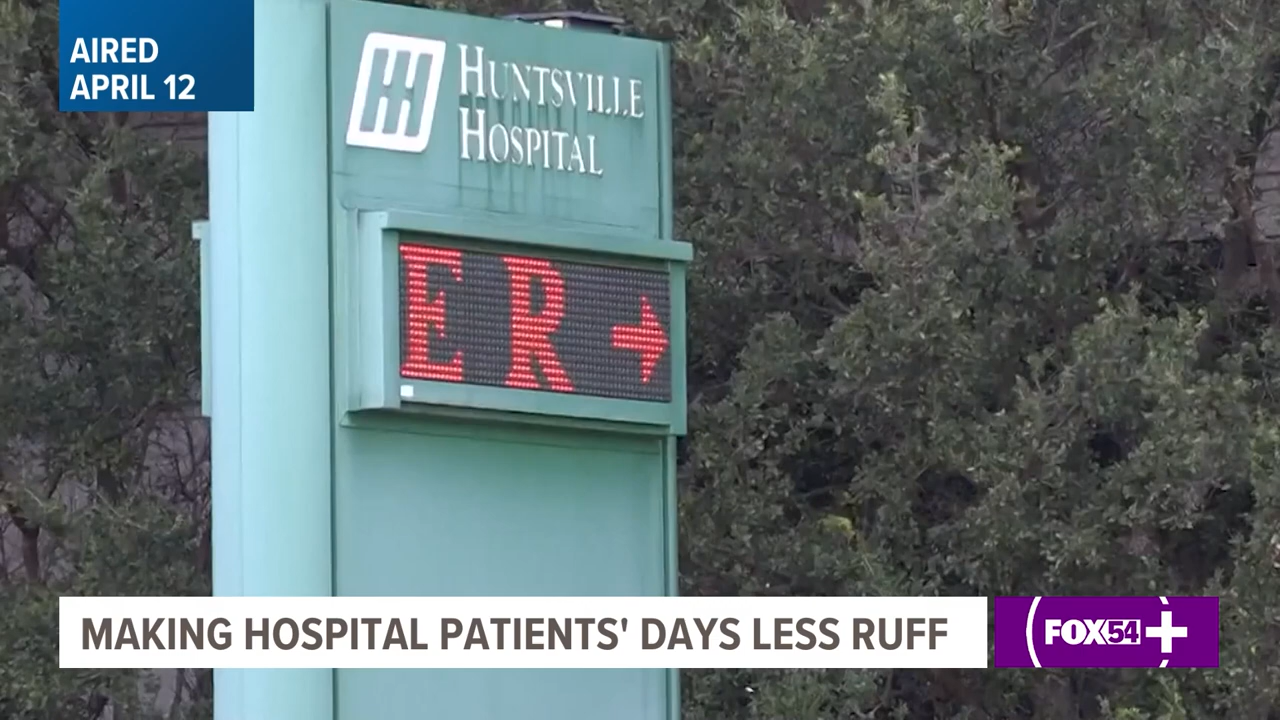 AIRED
APRIL 12
HUNTSVILLE
HOSPITAL
ER →
MAKING HOSPITAL PATIENTS' DAYS LESS RUFF
FOX54+